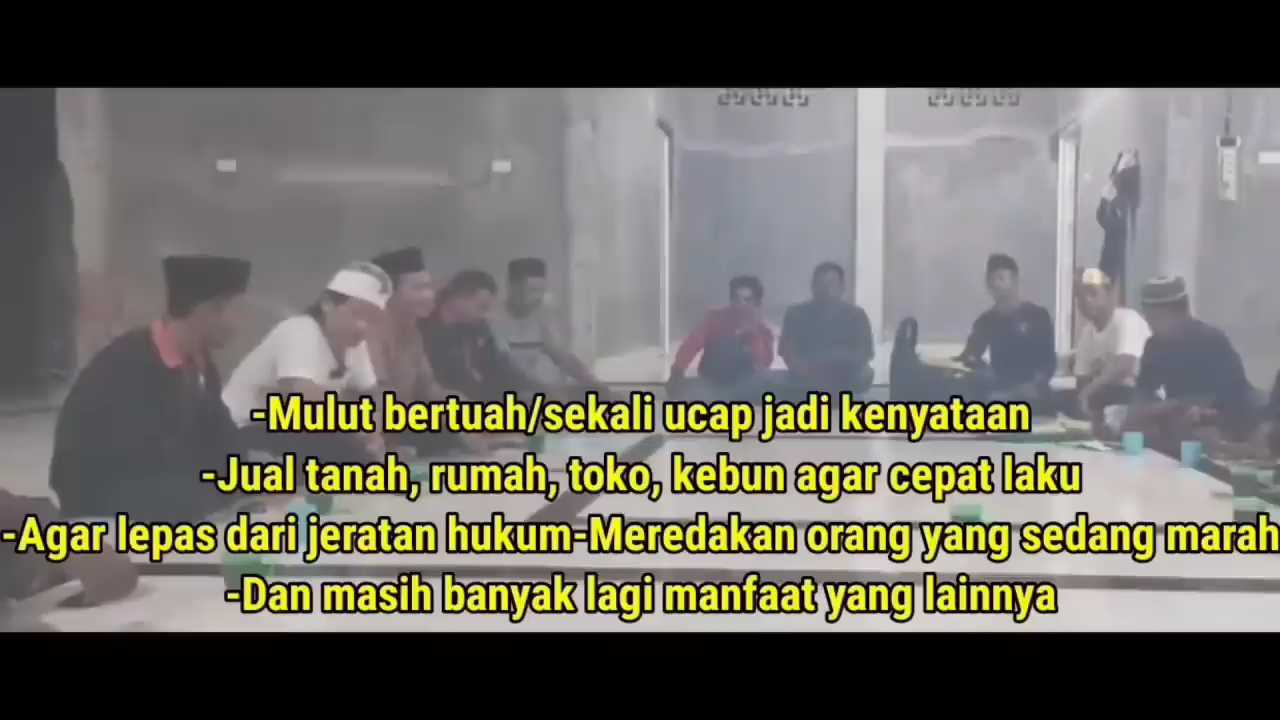 -Mulut bertuah/sekali ucap jadi kenyataan
-Jual tanah, rumah, toko, kebun agar cepat laku
-Agar lepas dari jeratan hukum-Meredakan orang yang sedang marah
-Dan masih banyak lagi manfaat yang lainnya